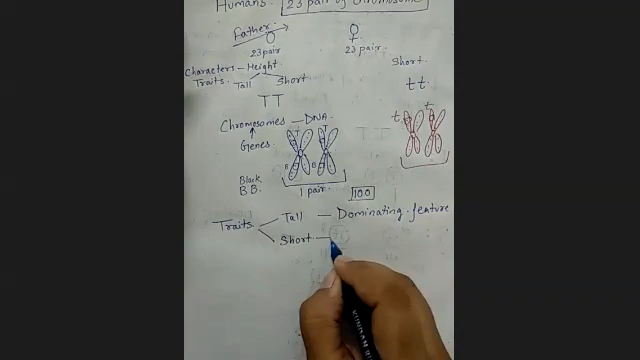 Humans. 23 pair of Chromosome
Father.
23 pair
23 pair.
Characters - Height
Traits.
Tall
Short
TT
Short.
tt
Chromosomes - DNA.
Genes
T T
t t
B B
Black
BB.
1 pair.
100
Traits
Tall - Dominating feature
Short -